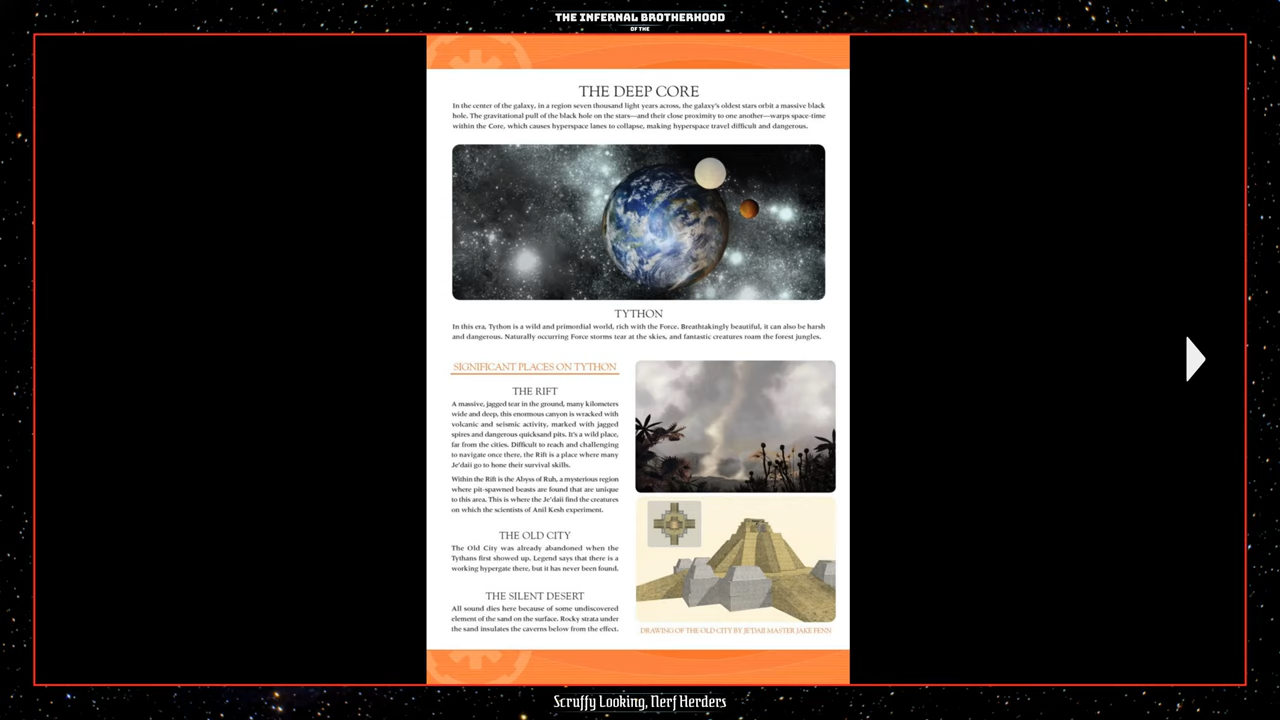 THE INFERNAL BROTHERHOOD
OF THE
THE DEEP CORE
In the center of the galaxy, in a region seven thousand light years across, the galaxy's oldest stars orbit a massive black
hole. The gravitational pull of the black hole on the stars—and their close proximity to one another—warps space-time
within the Core, which causes hyperspace lanes to collapse, making hyperspace travel difficult and dangerous.
TYTHON
In this era, Tython is a wild and primordial world, rich with the Force. Breathtakingly beautiful, it can also be harsh
and dangerous. Naturally occurring Force storms tear at the skies, and fantastic creatures roam the forest jungles.
SIGNIFICANT PLACES ON TYTHON
THE RIFT
A massive, jagged tear in the ground, many kilometers
wide and deep, this enormous canyon is wracked with
volcanic and seismic activity, marked with jagged
spires and dangerous quicksand pits. It's a wild place,
far from the cities. Difficult to reach and challenging
to navigate once there, the Rift is a place where many
Je'daii go to hone their survival skills.
Within the Rift is the Abyss of Ruh, a mysterious region
where pit-spawned beasts are found that are unique
to this area. This is where the Je'daii find the creatures
on which the scientists of Anil Kesh experiment.
THE OLD CITY
The Old City was already abandoned when the
Tythans first showed up. Legend says that there is a
working hypergate there, but it has never been found.
THE SILENT DESERT
All sound dies here because of some undiscovered
element of the sand on the surface. Rocky strata under
the sand insulates the caverns below from the effect.
DRAWING OF THE OLD CITY BY JE'DAII MASTER JAKE FENN
Scruffy Looking, Nerf Herders